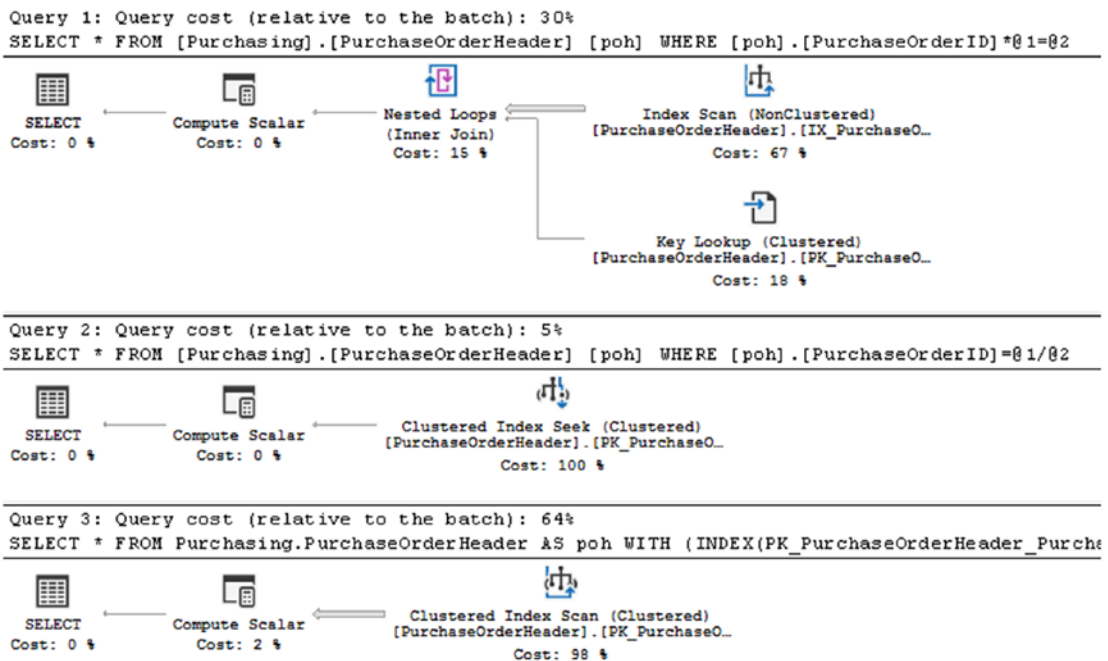 Query 1: Query cost (relative to the batch): 30%
SELECT * FROM [Purchasing].[PurchaseOrderHeader] [poh] WHERE [poh].[PurchaseOrderID]*@1=@2
SELECT
Cost: 0 %
Compute Scalar
Cost: 0 %
Nested Loops
(Inner Join)
Cost: 15 %
Index Scan (NonClustered)
[PurchaseOrderHeader].[IX_PurchaseO…
Cost: 67 %
Key Lookup (Clustered)
[PurchaseOrderHeader].[PK_PurchaseO…
Cost: 18 %
Query 2: Query cost (relative to the batch): 5%
SELECT * FROM [Purchasing].[PurchaseOrderHeader] [poh] WHERE [poh].[PurchaseOrderID]=@1/@2
SELECT
Cost: 0 %
Compute Scalar
Cost: 0 %
Clustered Index Seek (Clustered)
[PurchaseOrderHeader].[PK_PurchaseO…
Cost: 100 %
Query 3: Query cost (relative to the batch): 64%
SELECT * FROM Purchasing.PurchaseOrderHeader AS poh WITH (INDEX(PK_PurchaseOrderHeader_Purcha
SELECT
Cost: 0 %
Compute Scalar
Cost: 2 %
Clustered Index Scan (Clustered)
[PurchaseOrderHeader].[PK_PurchaseO…
Cost: 98 %